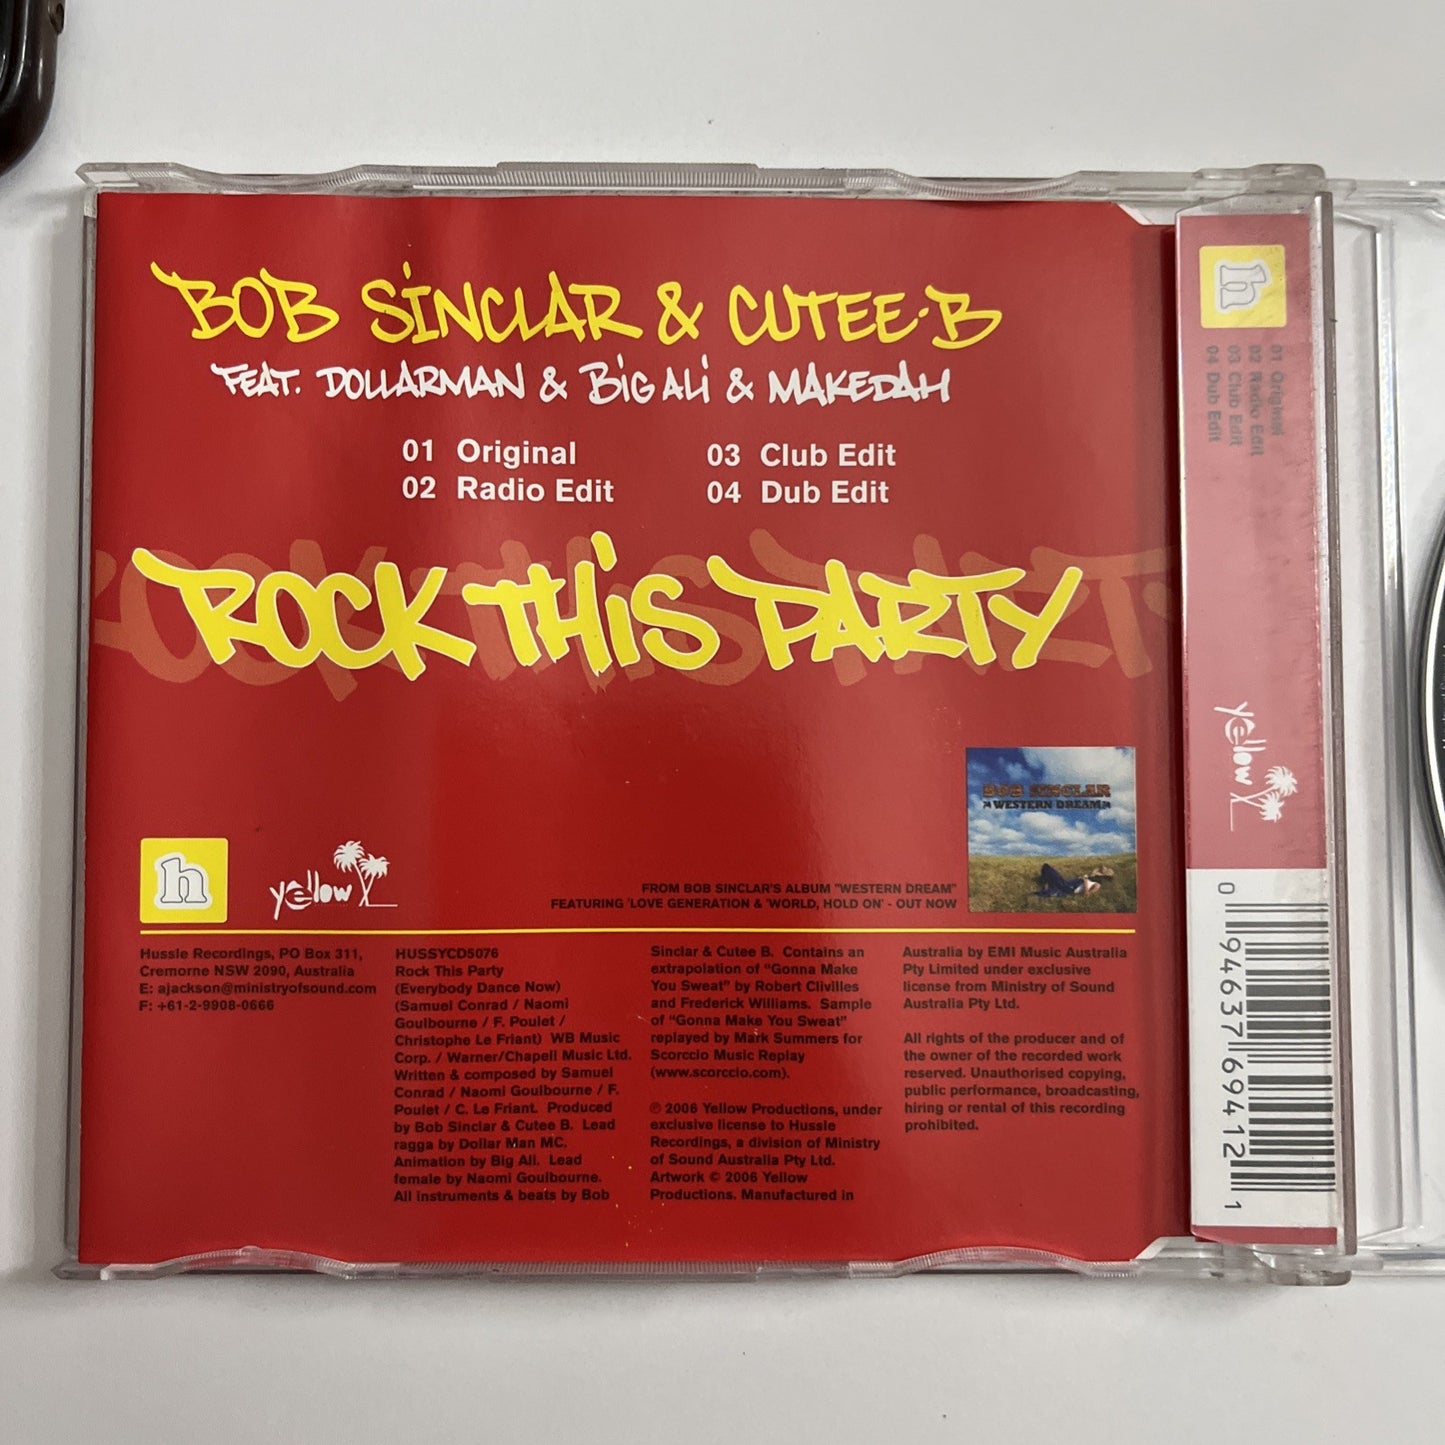 BOB SINCLAR & CUTEE·B
FEAT. DOLLARMAN & BIG ALI & MAKEDAH
01 Original
02 Radio Edit
03 Club Edit
04 Dub Edit
ROCK THIS PARTY
BOB SINCLAR
WESTERN DREAM
FROM BOB SINCLAR'S ALBUM "WESTERN DREAM"
FEATURING 'LOVE GENERATION & 'WORLD, HOLD ON' - OUT NOW
h
yellow
Hussle Recordings, PO Box 311,
Cremorne NSW 2090, Australia
E: ajackson@ministryofsound.com
F: +61-2-9908-0666
HUSSYCD5076
Rock This Party
(Everybody Dance Now)
(Samuel Conrad / Naomi
Goulbourne / F. Poulet /
Christophe Le Friant) WB Music
Corp. / Warner/Chapell Music Ltd.
Written & composed by Samuel
Conrad / Naomi Goulbourne / F.
Poulet / C. Le Friant. Produced
by Bob Sinclar & Cutee B. Lead
ragga by Dollar Man MC.
Animation by Big Ali. Lead
female by Naomi Goulbourne.
All instruments & beats by Bob
Sinclar & Cutee B. Contains an
extrapolation of “Gonna Make
You Sweat” by Robert Clivilles
and Frederick Williams. Sample
of “Gonna Make You Sweat”
replayed by Mark Summers for
Scorccio Music Replay
(www.scorccio.com).
℗ 2006 Yellow Productions, under
exclusive license to Hussle
Recordings, a division of Ministry
of Sound Australia Pty Ltd.
Artwork © 2006 Yellow
Productions. Manufactured in
Australia by EMI Music Australia
Pty Limited under exclusive
license from Ministry of Sound
Australia Pty Ltd.
All rights of the producer and of
the owner of the recorded work
reserved. Unauthorised copying,
public performance, broadcasting,
hiring or rental of this recording
prohibited.
h
01 Original
02 Radio Edit
03 Club Edit
04 Dub Edit
yellow
0 94637 69412 1